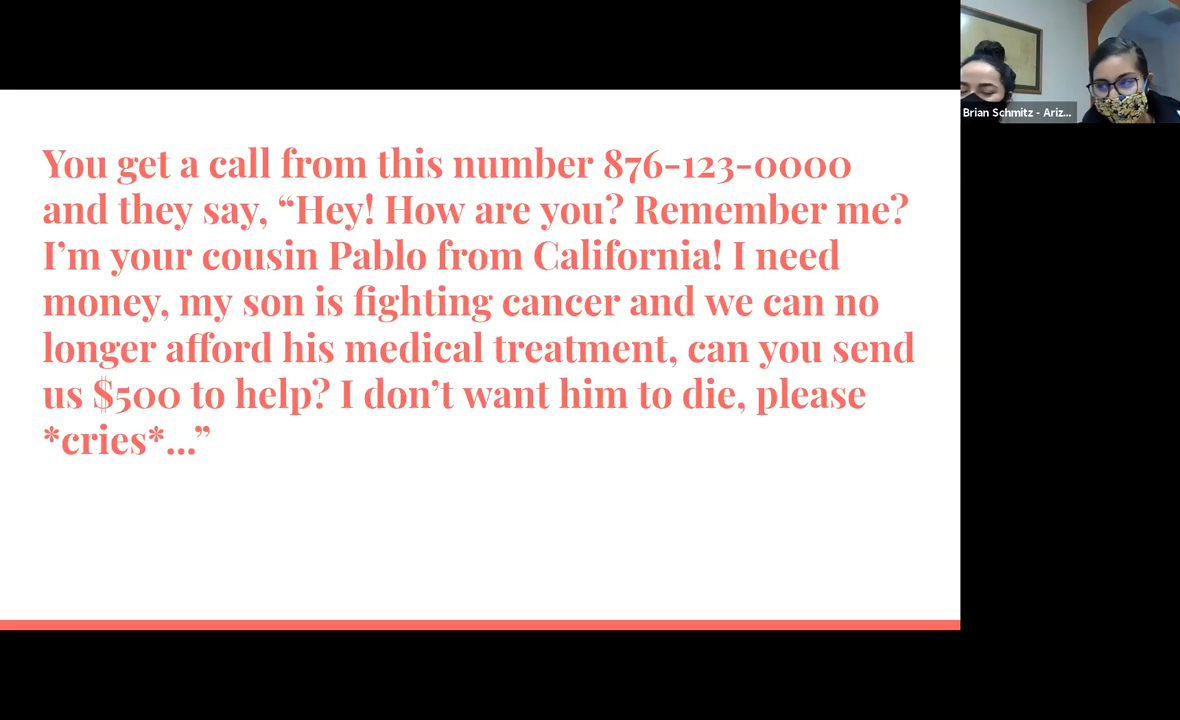 You get a call from this number 876-123-0000
and they say, “Hey! How are you? Remember me?
I’m your cousin Pablo from California! I need
money, my son is fighting cancer and we can no
longer afford his medical treatment, can you send
us $500 to help? I don’t want him to die, please
*cries*...”
Brian Schmitz - Ariz...